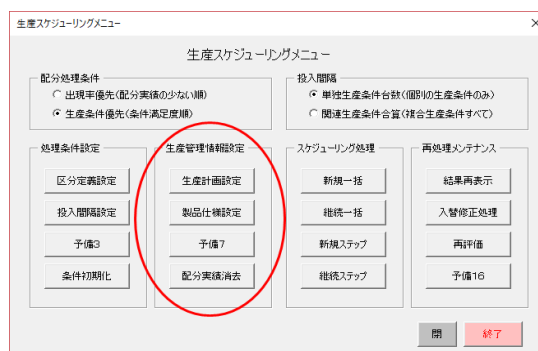 生産スケジューリングメニュー
生産スケジューリングメニュー
配分処理条件
出現率優先(配分実績の少ない順)
生産条件優先(条件満足度順)
投入間隔
単独生産条件台数(個別の生産条件のみ)
関連生産条件合算(複合生産条件すべて)
処理条件設定
区分定義設定
投入間隔設定
予備3
条件初期化
生産管理情報設定
生産計画設定
製品仕様設定
予備7
配分実績消去
スケジューリング処理
新規一括
継続一括
新規ステップ
継続ステップ
再処理メンテナンス
結果再表示
入替修正処理
再評価
予備16
閉
終了